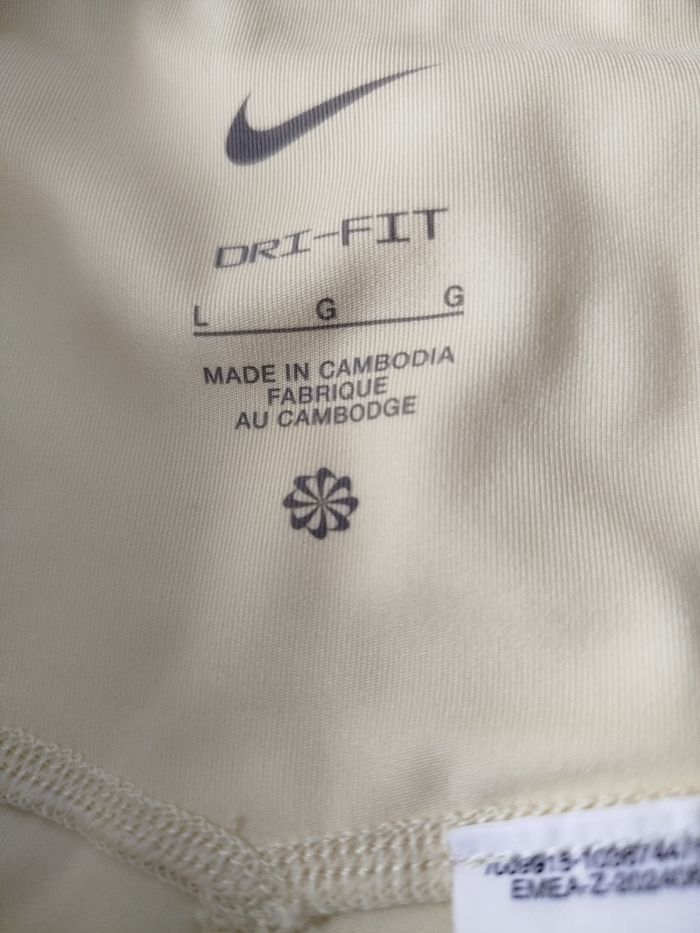 DRI-FIT
L G G
MADE IN CAMBODIA
FABRIQUE
AU CAMBODGE